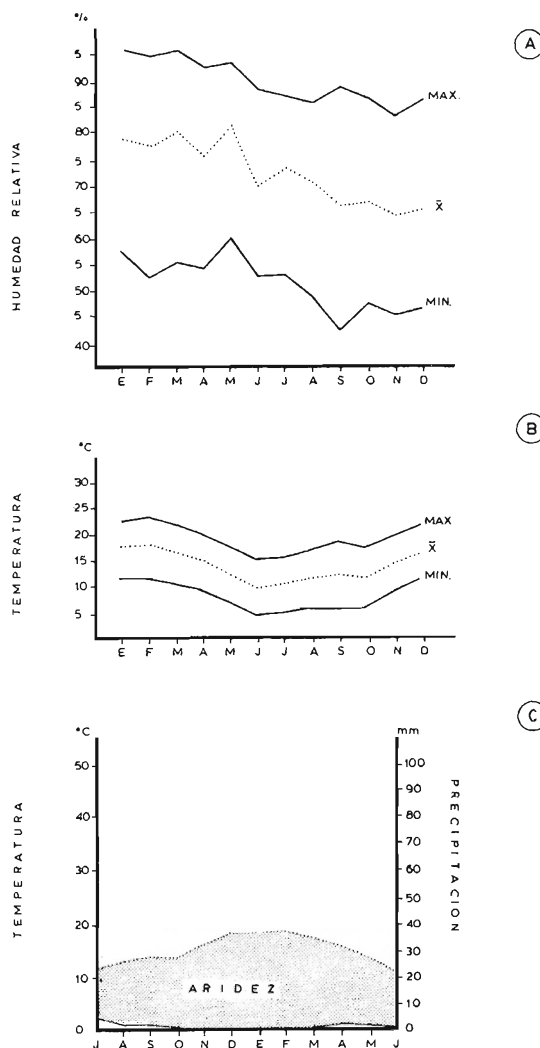 A
%
5
90
5
80
5
70
5
60
5
50
5
40
HUMEDAD RELATIVA
MAX.
X̄
MIN.
E F M A M J J A S O N D
B
°C
30
25
20
15
10
5
TEMPERATURA
MAX
X̄
MIN.
E F M A M J J A S O N D
C
°C
50
40
30
20
10
0
TEMPERATURA
mm
100
90
80
70
60
50
40
30
20
10
0
PRECIPITACION
ARIDEZ
J A S O N D E F M A M J